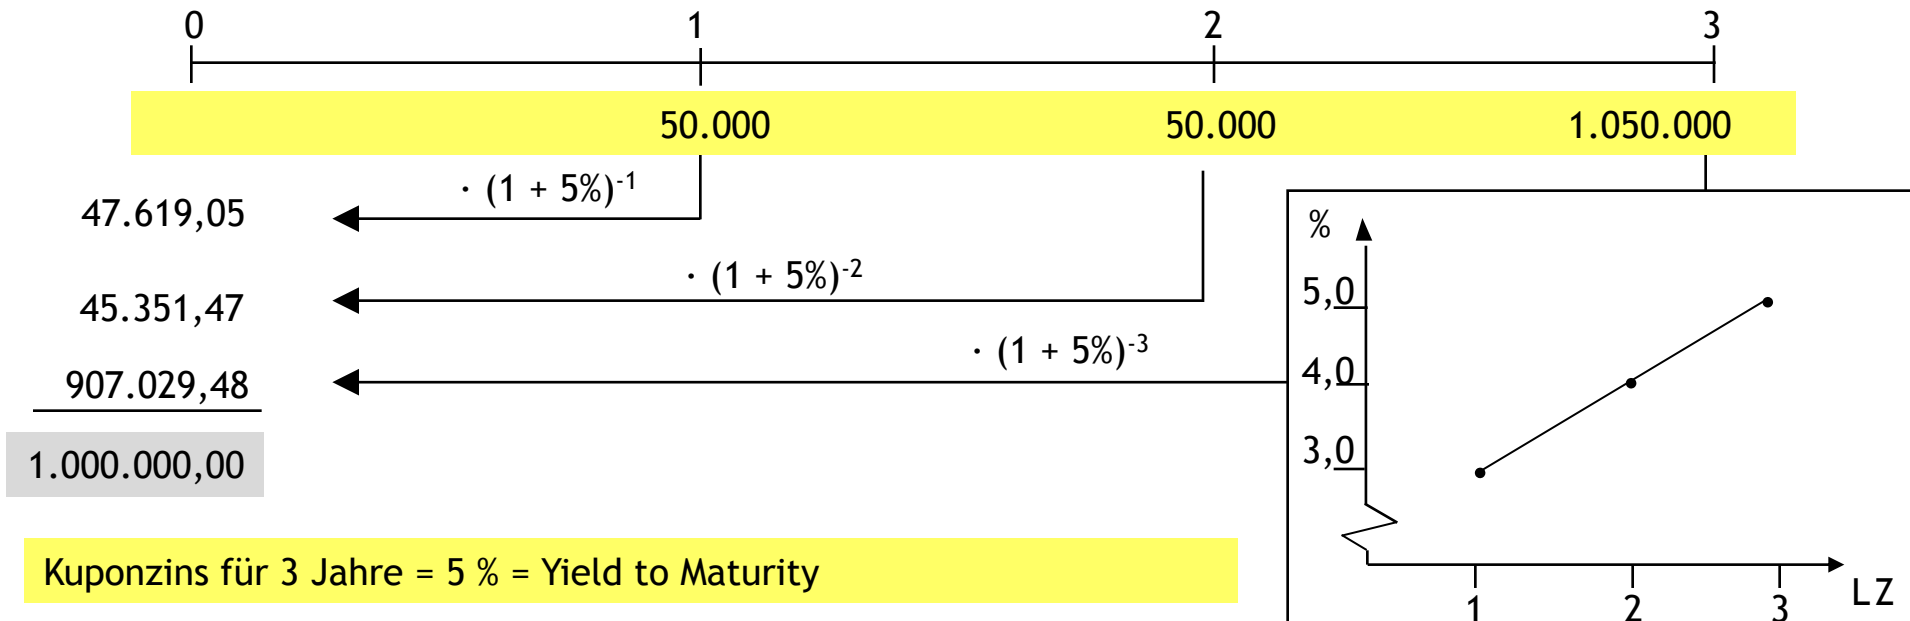 0 1 2 3
50.000 50.000 1.050.000
· (1 + 5%)-1
47.619,05
· (1 + 5%)-2
45.351,47
· (1 + 5%)-3
907.029,48
1.000.000,00
Kuponzins für 3 Jahre = 5 % = Yield to Maturity
%
5,0
4,0
3,0
1 2 3 LZ